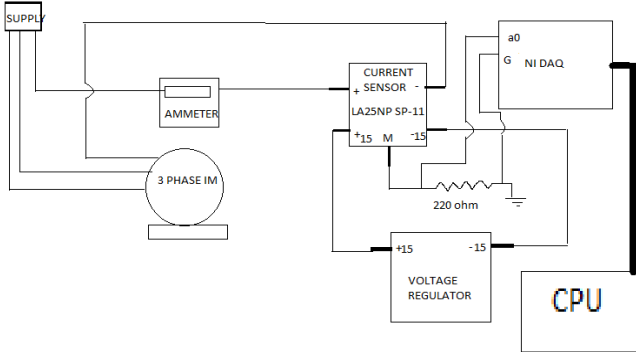 SUPPLY
a0
G
NI DAQ
CURRENT
SENSOR
+
-
LA25NP SP-11
+15 M -15
AMMETER
3 PHASE IM
220 ohm
+15
-15
VOLTAGE
REGULATOR
CPU